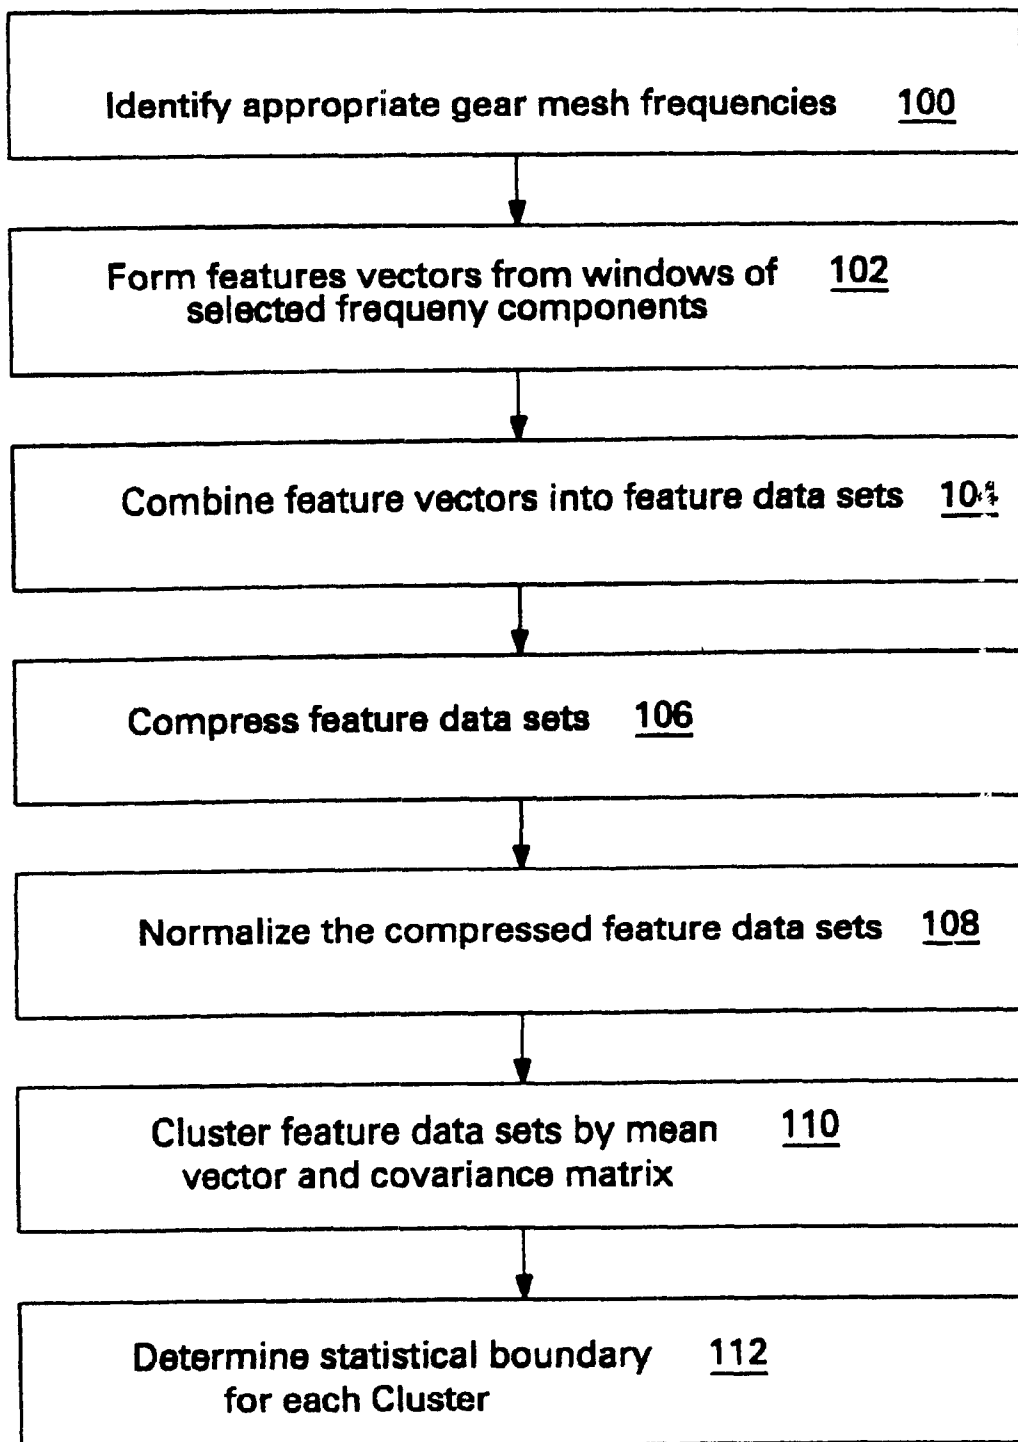 Identify appropriate gear mesh frequencies 100
Form features vectors from windows of 102
selected frequeny components
Combine feature vectors into feature data sets
Compress feature data sets 106
Normalize the compressed feature data sets 108
Cluster feature data sets by mean 110
vector and covariance matrix
Determine statistical boundary 112
for each Cluster